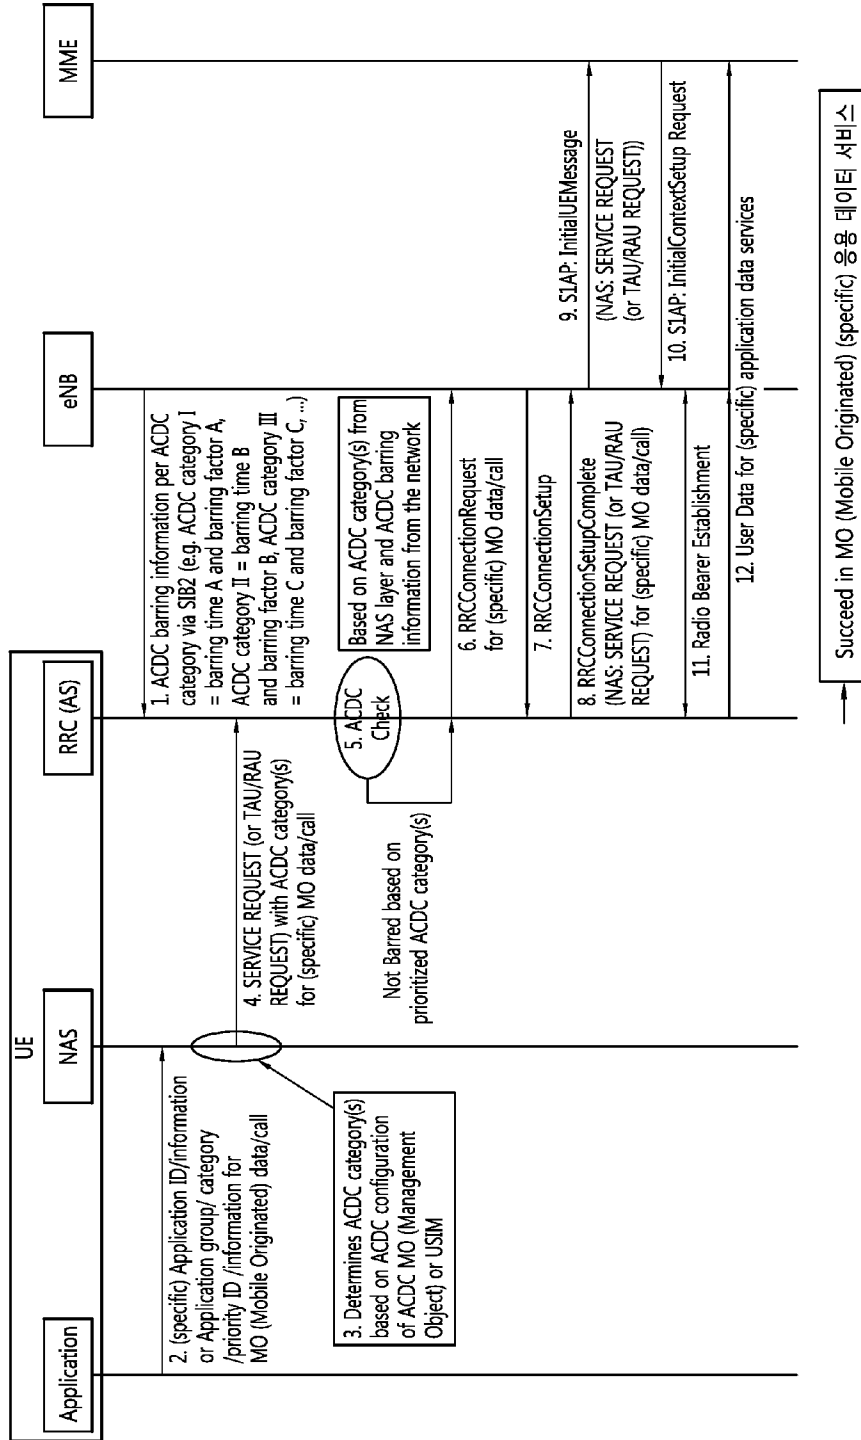 UE
Application
NAS
RRC (AS)
eNB
MME
1. ACDC barring information per ACDC
category via SIB2 (e.g. ACDC category I
= barring time A and barring factor A,
ACDC category II = barring time B
and barring factor B, ACDC category III
= barring time C and barring factor C, ...)
2. (specific) Application ID/information
or Application group/ category
/priority ID /information for
MO (Mobile Originated) data/call
3. Determines ACDC category(s)
based on ACDC configuration
of ACDC MO (Management
Object) or USIM
4. SERVICE REQUEST (or TAU/RAU
REQUEST) with ACDC category(s)
for (specific) MO data/call
5. ACDC
Check
Based on ACDC category(s) from
NAS layer and ACDC barring
information from the network
Not Barred based on
prioritized ACDC category(s)
6. RRCConnectionRequest
for (specific) MO data/call
7. RRCConnectionSetup
8. RRCConnectionSetupComplete
(NAS: SERVICE REQUEST (or TAU/RAU
REQUEST) for (specific) MO data/call)
9. S1AP: InitialUEMessage
(NAS: SERVICE REQUEST
(or TAU/RAU REQUEST))
10. S1AP: InitialContextSetup Request
11. Radio Bearer Establishment
12. User Data for (specific) application data services
Succeed in MO (Mobile Originated) (specific) 응용 데이터 서비스